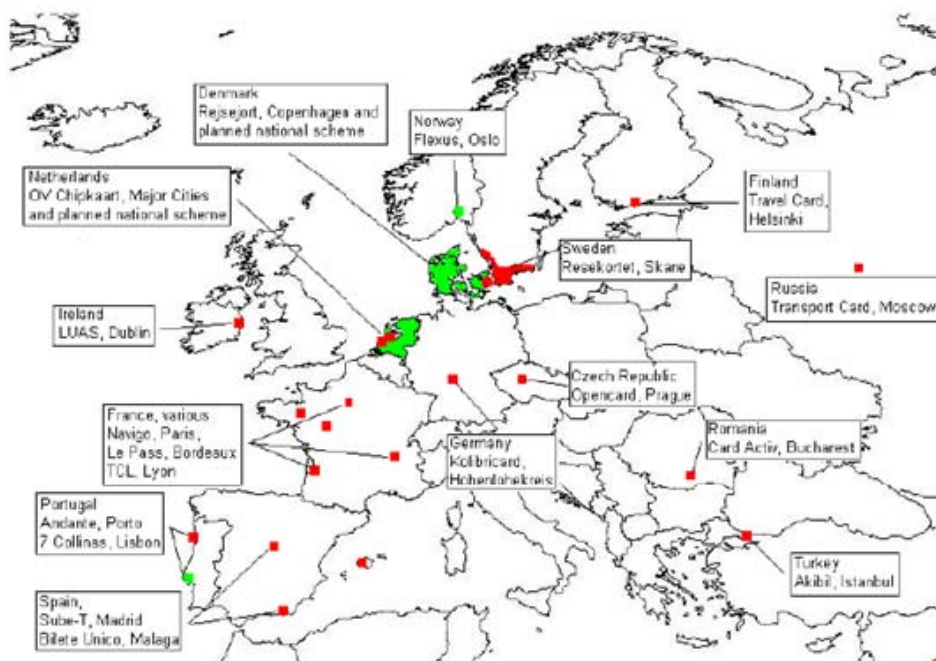 Denmark
Rejsejort, Copenhagen and
planned national scheme
Norway
Flexus, Oslo
Netherlands
OV Chipkaart, Major Cities
and planned national scheme
Finland
Travel Card,
Helsinki
Sweden
Resekortet, Skane
Russia
Transport Card, Moscow
Ireland
LUAS, Dublin
Czech Republic
Opencard, Prague
France, various
Navigo, Paris,
Le Pass, Bordeaux
TCL, Lyon
Germany
Kolibricard,
Hohenlohekreis
Romania
Card Activ, Bucharest
Portugal
Andante, Porto
7 Collinas, Lisbon
Turkey
Akibil, Istanbul
Spain,
Sube-T, Madrid
Bilete Unico, Malaga